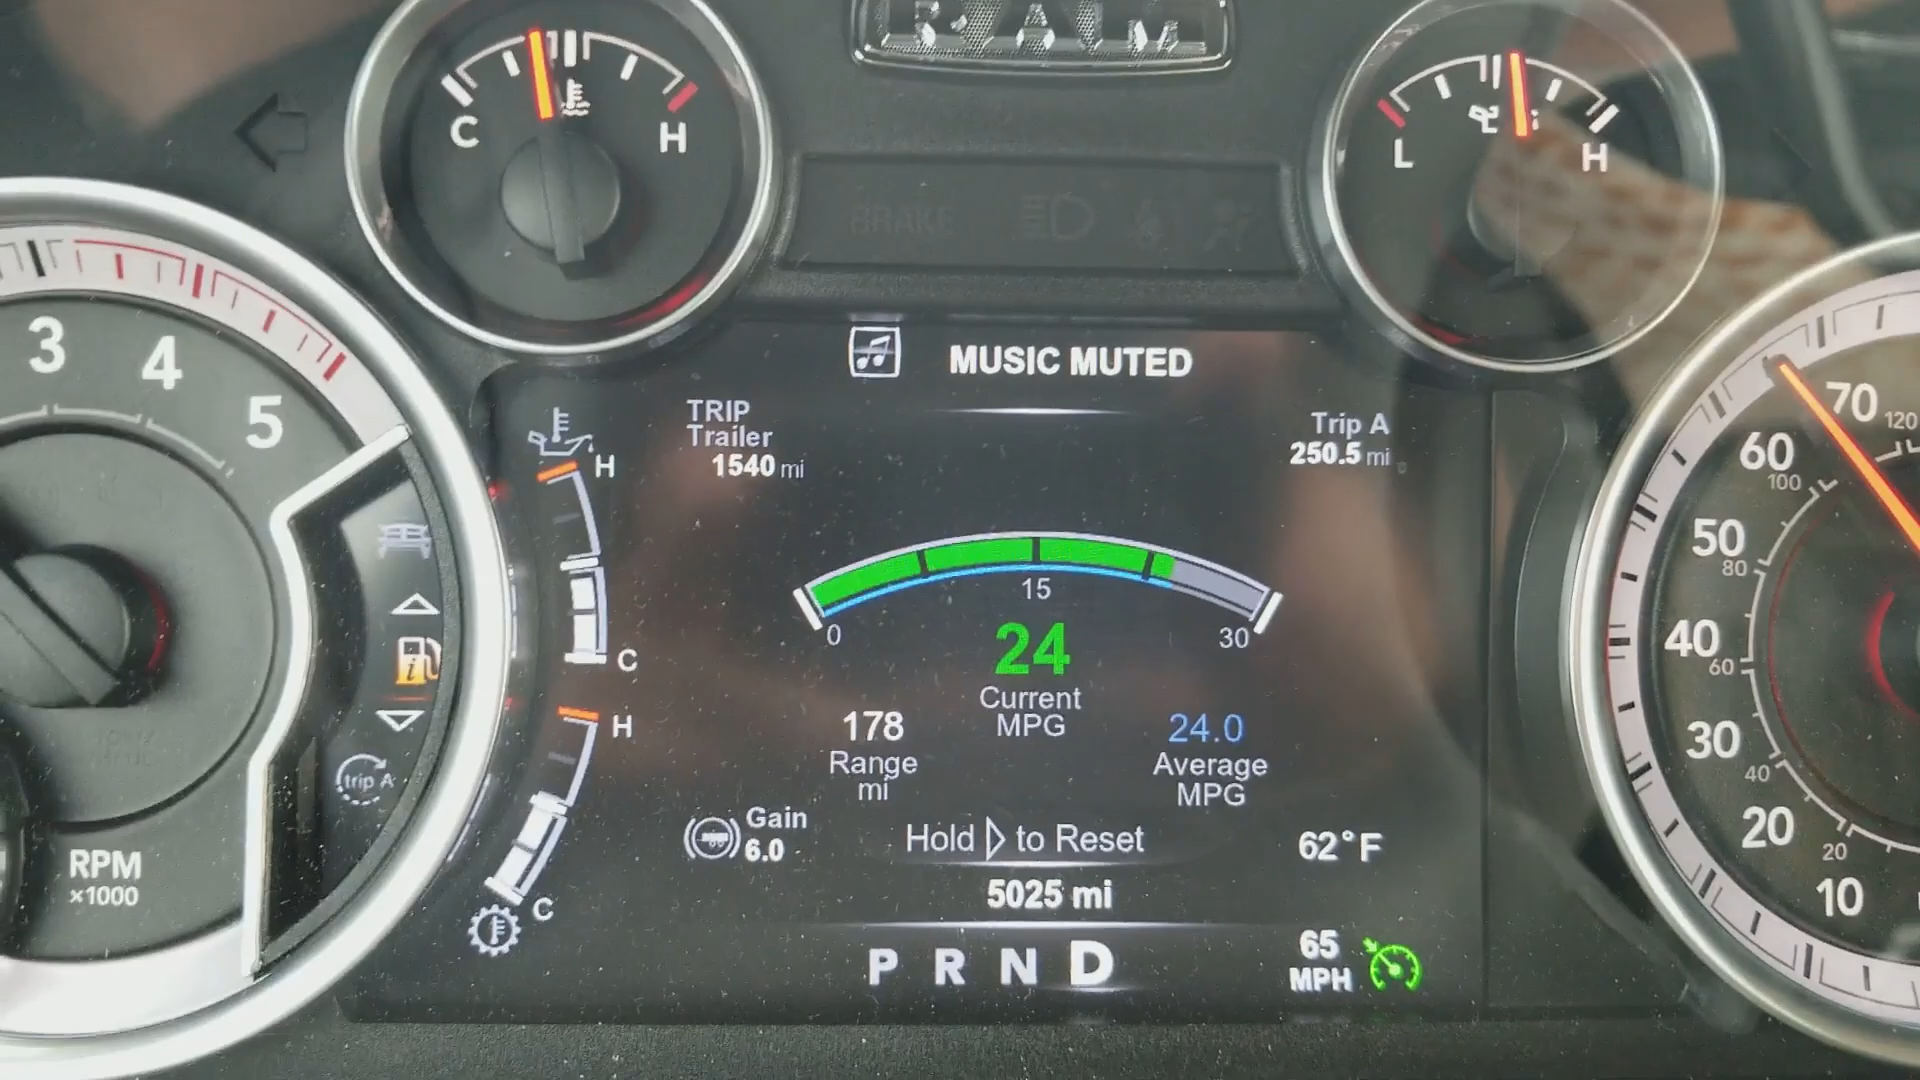 RAM
C
H
L
H
BRAKE
MUSIC MUTED
TRIP
Trailer
1540 mi
Trip A
250.5 mi
H
C
H
C
0
15
30
24
Current
MPG
178
Range
mi
24.0
Average
MPG
Gain
6.0
Hold ▷ to Reset
62°F
5025 mi
P R N D
65
MPH
3
4
5
trip A
RPM
×1000
70
120
60
100
50
80
40
60
30
40
20
20
10